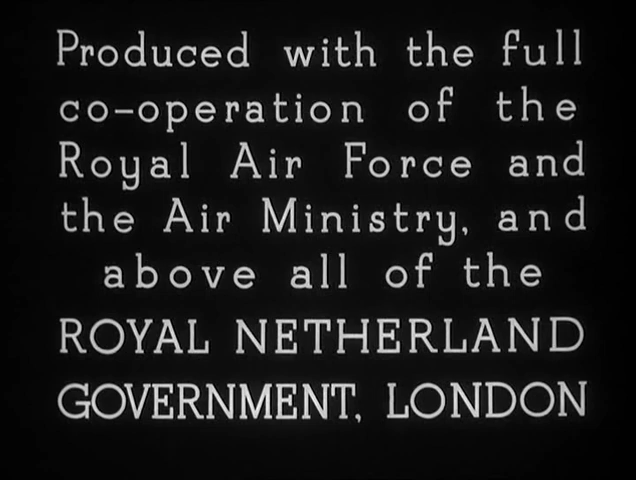 Produced with the full
co-operation of the
Royal Air Force and
the Air Ministry, and
above all of the
ROYAL NETHERLAND
GOVERNMENT, LONDON